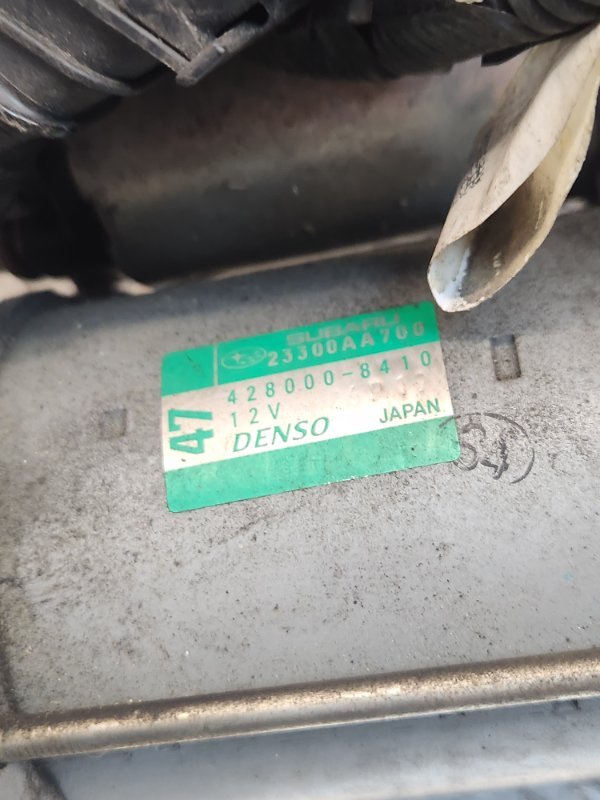 SUBARU
23300AA700
428000-8410
12V
47
DENSO
JAPAN